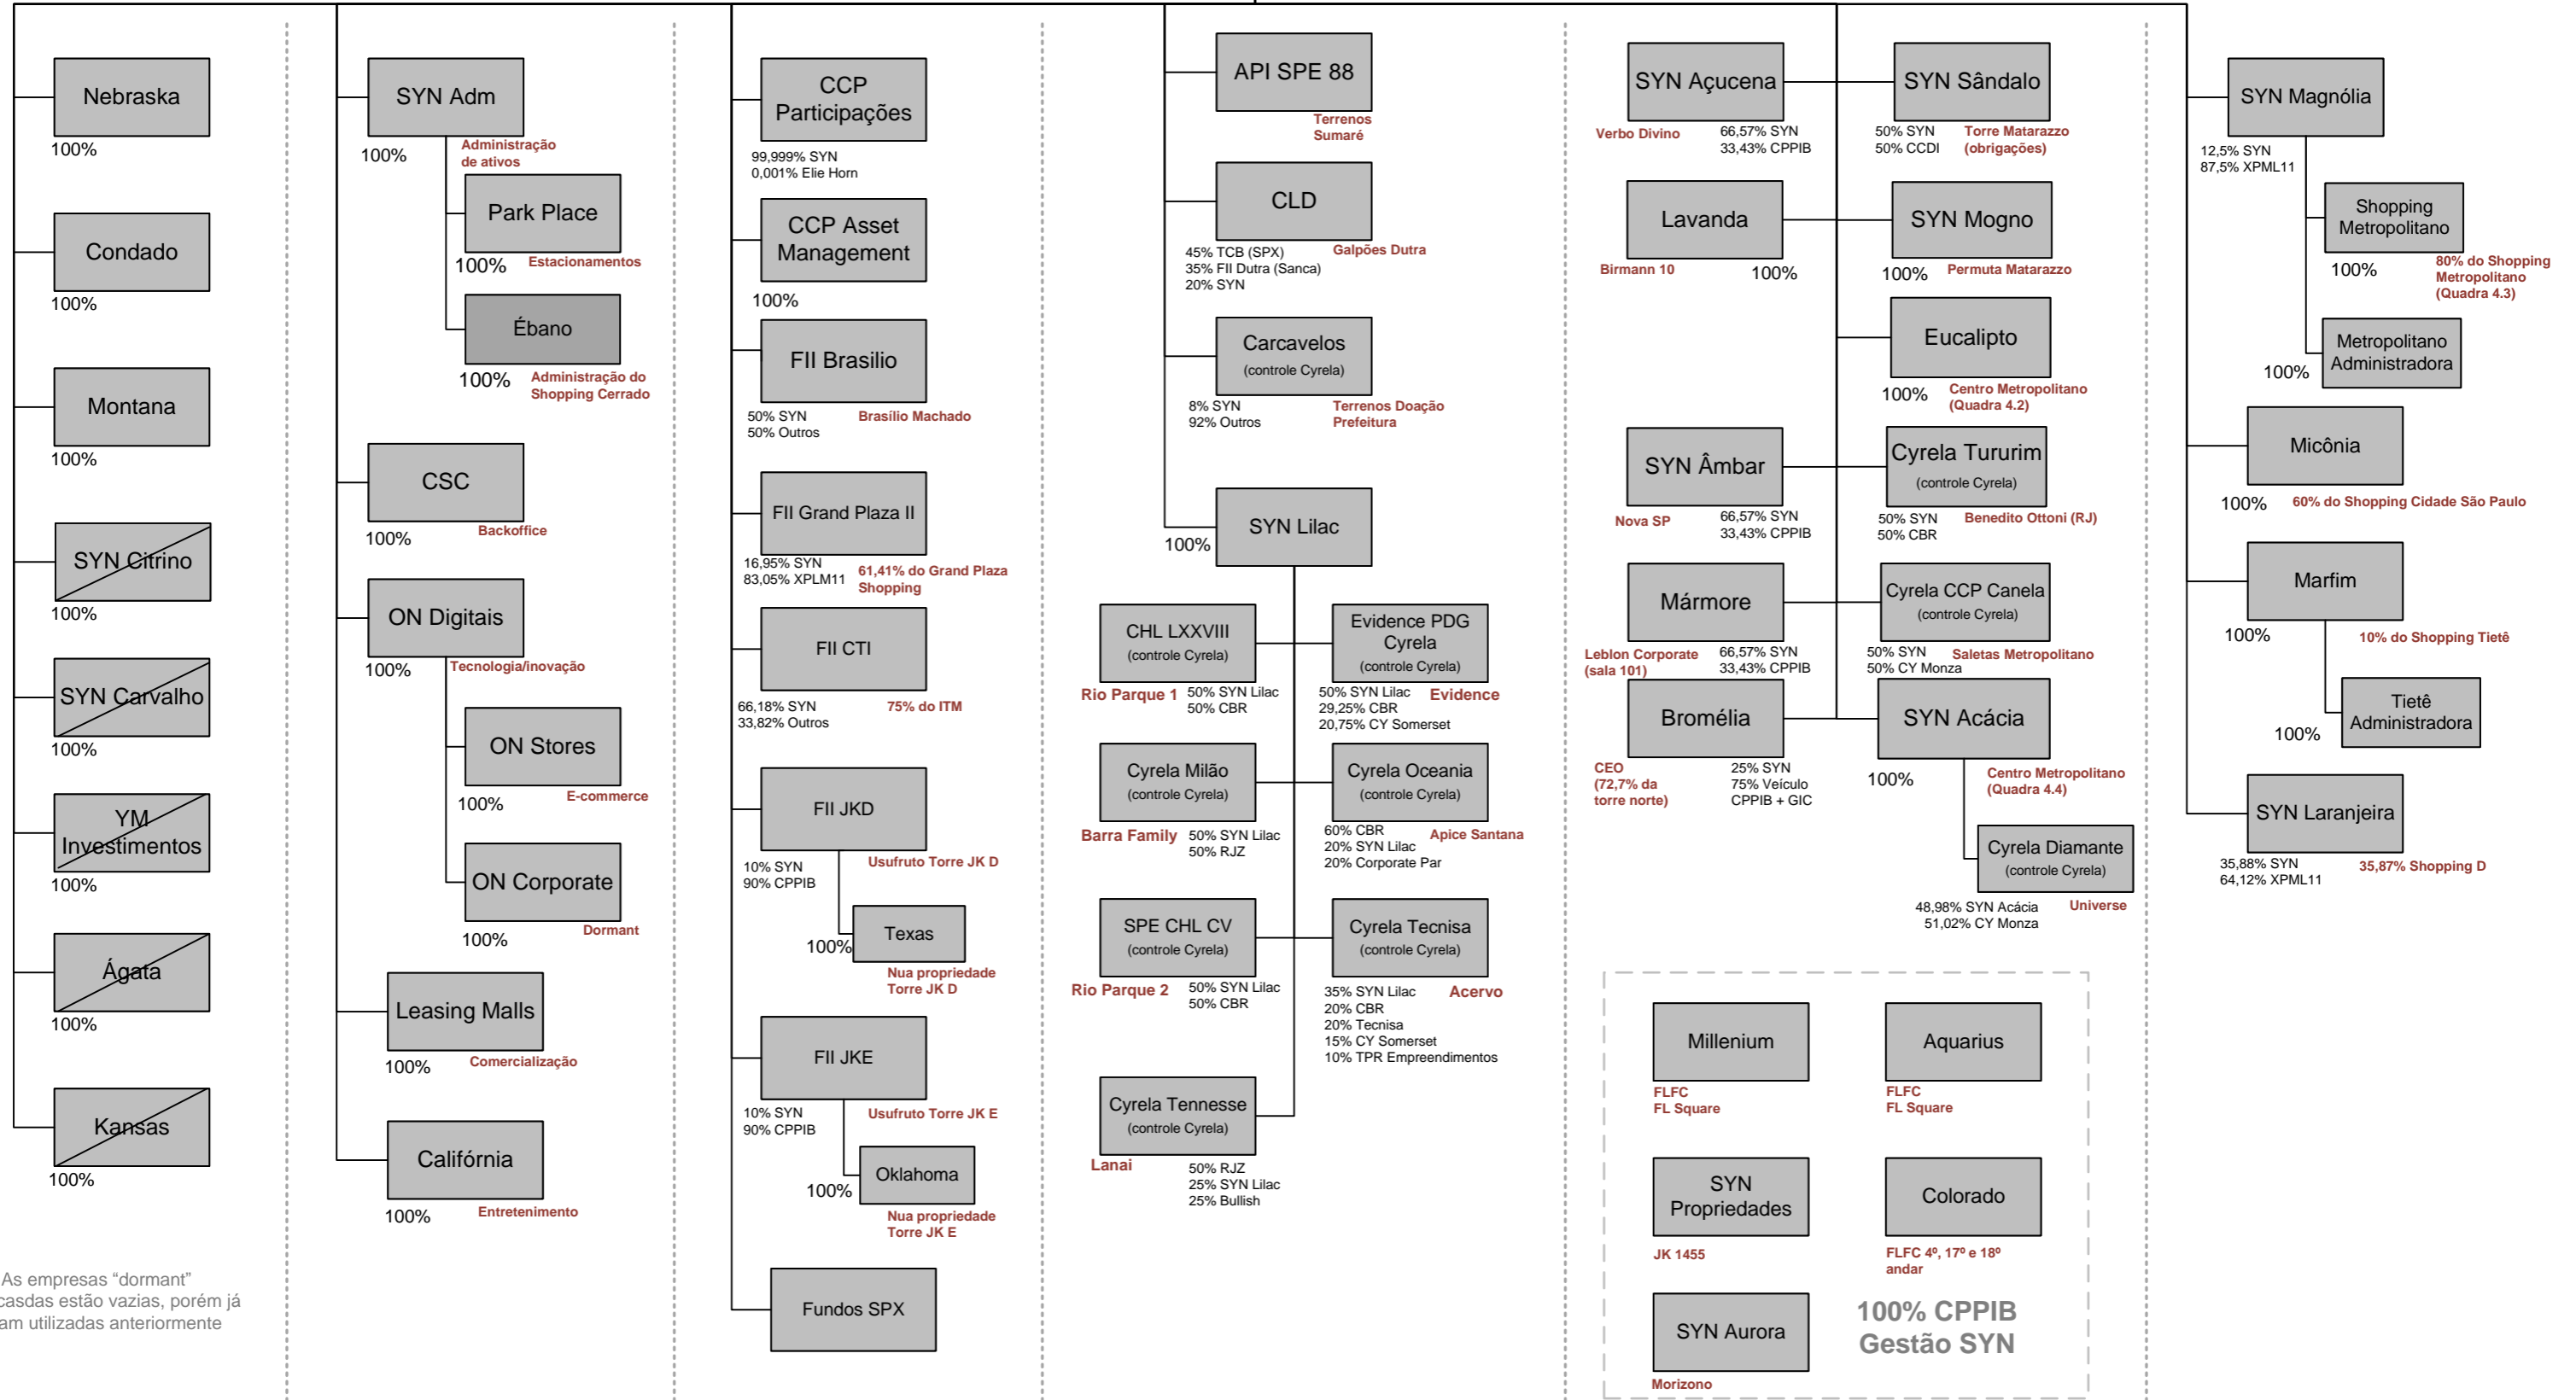 Nebraska
100%
Condado
100%
Montana
100%
SYN Citrino
100%
SYN Carvalho
100%
YM
Investimentos
100%
Ágata
100%
Kansas
100%
As empresas “dormant”
casdas estão vazias, porém já
am utilizadas anteriormente
SYN Adm
100%
Administração
de ativos
Park Place
100%
Estacionamentos
Ébano
100%
Administração do
Shopping Cerrado
CSC
100%
Backoffice
ON Digitais
100%
Tecnologia/inovação
ON Stores
100%
E-commerce
ON Corporate
100%
Dormant
Leasing Malls
100%
Comercialização
Califórnia
100%
Entretenimento
CCP
Participações
99,999% SYN
0,001% Elie Horn
CCP Asset
Management
100%
FII Brasilio
50% SYN
50% Outros
Brasílio Machado
FII Grand Plaza II
16,95% SYN
83,05% XPLM11
61,41% do Grand Plaza
Shopping
FII CTI
66,18% SYN
33,82% Outros
75% do ITM
FII JKD
10% SYN
90% CPPIB
Usufruto Torre JK D
Texas
100%
Nua propriedade
Torre JK D
FII JKE
10% SYN
90% CPPIB
Usufruto Torre JK E
Oklahoma
100%
Nua propriedade
Torre JK E
Fundos SPX
API SPE 88
Terrenos
Sumaré
CLD
45% TCB (SPX)
35% FII Dutra (Sanca)
20% SYN
Galpões Dutra
Carcavelos
(controle Cyrela)
8% SYN
92% Outros
Terrenos Doação
Prefeitura
SYN Lilac
100%
CHL LXXVIII
(controle Cyrela)
Rio Parque 1
50% SYN Lilac
50% CBR
Evidence PDG
Cyrela
(controle Cyrela)
50% SYN Lilac
29,25% CBR
20,75% CY Somerset
Evidence
Cyrela Milão
(controle Cyrela)
Barra Family
50% SYN Lilac
50% RJZ
Cyrela Oceania
(controle Cyrela)
60% CBR
20% SYN Lilac
20% Corporate Par
Apice Santana
SPE CHL CV
(controle Cyrela)
Rio Parque 2
50% SYN Lilac
50% CBR
Cyrela Tecnisa
(controle Cyrela)
35% SYN Lilac
20% CBR
20% Tecnisa
15% CY Somerset
10% TPR Empreendimentos
Acervo
Cyrela Tennesse
(controle Cyrela)
Lanai
50% RJZ
25% SYN Lilac
25% Bullish
SYN Açucena
Verbo Divino
66,57% SYN
33,43% CPPIB
SYN Sândalo
50% SYN
50% CCDI
Torre Matarazzo
(obrigações)
Lavanda
Birmann 10
100%
SYN Mogno
100%
Permuta Matarazzo
Eucalipto
100%
Centro Metropolitano
(Quadra 4.2)
SYN Âmbar
Nova SP
66,57% SYN
33,43% CPPIB
Cyrela Tururim
(controle Cyrela)
50% SYN
50% CBR
Benedito Ottoni (RJ)
Mármore
Leblon Corporate
(sala 101)
66,57% SYN
33,43% CPPIB
Cyrela CCP Canela
(controle Cyrela)
50% SYN
50% CY Monza
Saletas Metropolitano
Bromélia
CEO
(72,7% da
torre norte)
25% SYN
75% Veículo
CPPIB + GIC
SYN Acácia
100%
Centro Metropolitano
(Quadra 4.4)
Cyrela Diamante
(controle Cyrela)
48,98% SYN Acácia
51,02% CY Monza
Universe
Millenium
FLFC
FL Square
Aquarius
FLFC
FL Square
SYN
Propriedades
JK 1455
Colorado
FLFC 4º, 17º e 18º
andar
SYN Aurora
Morizono
100% CPPIB
Gestão SYN
SYN Magnólia
12,5% SYN
87,5% XPML11
Shopping
Metropolitano
100%
80% do Shopping
Metropolitano
(Quadra 4.3)
Metropolitano
Administradora
100%
Micônia
100%
60% do Shopping Cidade São Paulo
Marfim
100%
10% do Shopping Tietê
Tietê
Administradora
100%
SYN Laranjeira
35,88% SYN
64,12% XPML11
35,87% Shopping D